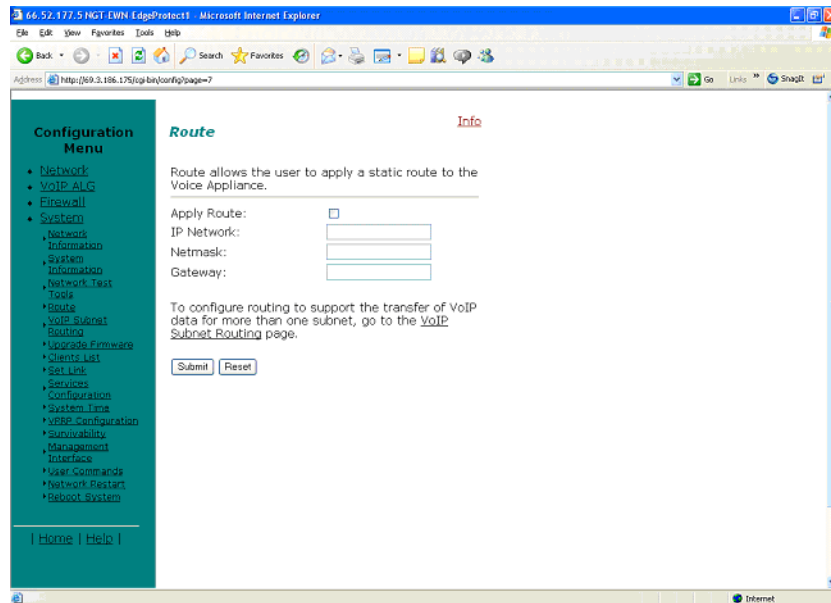 66.52.177.5 NGT-EWN-EdgeProtect1 - Microsoft Internet Explorer
File Edit View Favorites Tools Help
Back Search Favorites
Address http://69.3.186.175/cgi-bin/config?page=7 Go Links » SnagIt
Configuration
Menu
Network
VoIP ALG
Firewall
System
Network
Information
System
Information
Network Test
Tools
Route
VoIP Subnet
Routing
Upgrade Firmware
Clients List
Set Link
Services
Configuration
System Time
VRRP Configuration
Survivability
Management
Interface
User Commands
Network Restart
Reboot System
| Home | Help |
Info
Route
Route allows the user to apply a static route to the
Voice Appliance.
Apply Route:
IP Network:
Netmask:
Gateway:
To configure routing to support the transfer of VoIP
data for more than one subnet, go to the VoIP
Subnet Routing page.
Submit Reset
Internet